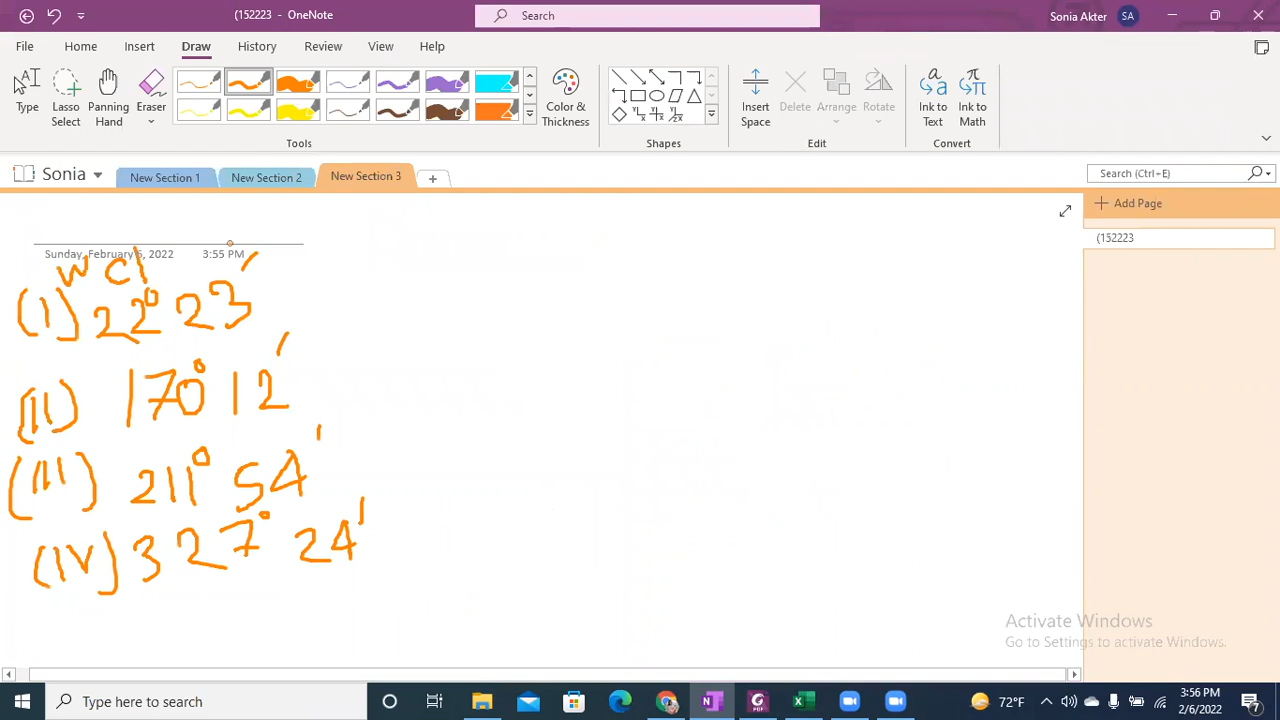 (152223 - OneNote
Search
Sonia Akter
SA
File Home Insert Draw History Review View Help
Type
Lasso Select
Panning Hand
Eraser
Color & Thickness
Insert Space
Delete
Arrange
Rotate
Ink to Text
Ink to Math
Tools Shapes Edit Convert
Sonia
New Section 1
New Section 2
New Section 3
Search (Ctrl+E)
Add Page
(152223
Sunday, February 6, 2022 3:55 PM
W C
(I) 22° 23'
(II) 170° 12'
(III) 211° 54'
(IV) 327° 24'
Activate Windows
Go to Settings to activate Windows.
Type here to search
72°F
3:56 PM
2/6/2022
7